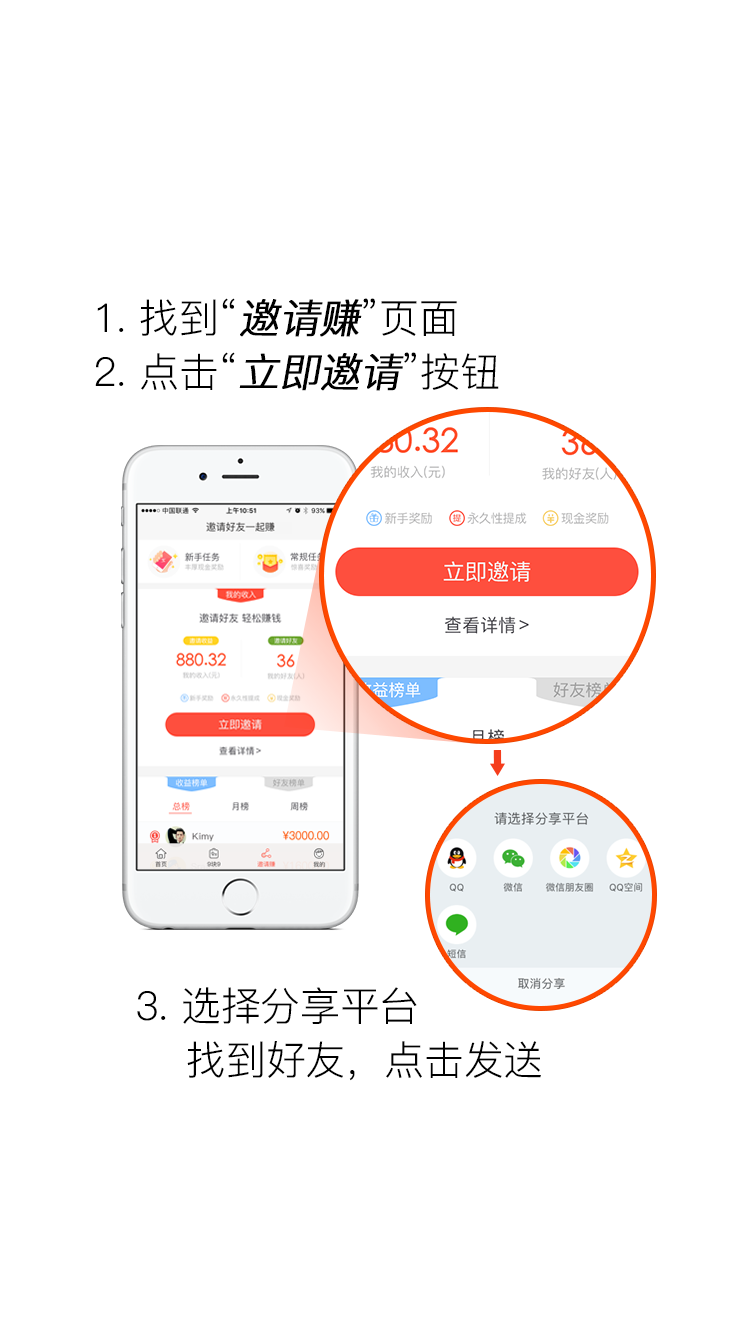 1. 找到“邀请赚”页面
2. 点击“立即邀请”按钮
中国联通
上午10:51
93%
邀请好友一起赚
新手任务
丰厚现金奖励
常规任
惊喜奖励
我的收入
邀请好友 轻松赚钱
邀请收益
邀请好友
880.32
36
我的收入(元)
我的好友(人)
新手奖励
永久性提成
现金奖励
立即邀请
查看详情>
收益榜单
好友榜单
总榜
月榜
周榜
Kimy
¥3000.00
首页
9块9
邀请赚
我的
0.32
我的收入(元)
我的好友(人
新手奖励
永久性提成
现金奖励
立即邀请
查看详情>
益榜单
好友榜
月榜
请选择分享平台
QQ
微信
微信朋友圈
QQ空间
短信
取消分享
3. 选择分享平台
找到好友，点击发送